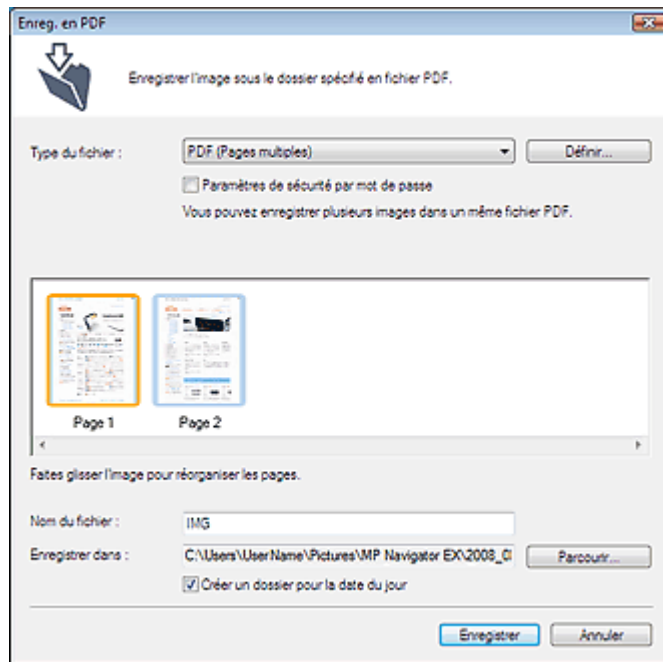 Enreg. en PDF
Enregistrer l'image sous le dossier spécifié en fichier PDF.
Type du fichier : PDF (Pages multiples) Définir...
Paramètres de sécurité par mot de passe
Vous pouvez enregistrer plusieurs images dans un même fichier PDF.
Page 1 Page 2
Faites glisser l'image pour réorganiser les pages.
Nom du fichier : IMG
Enregistrer dans : C:\Users\UserName\Pictures\MP Navigator EX\2008_0 Parcourir...
Créer un dossier pour la date du jour
Enregistrer Annuler